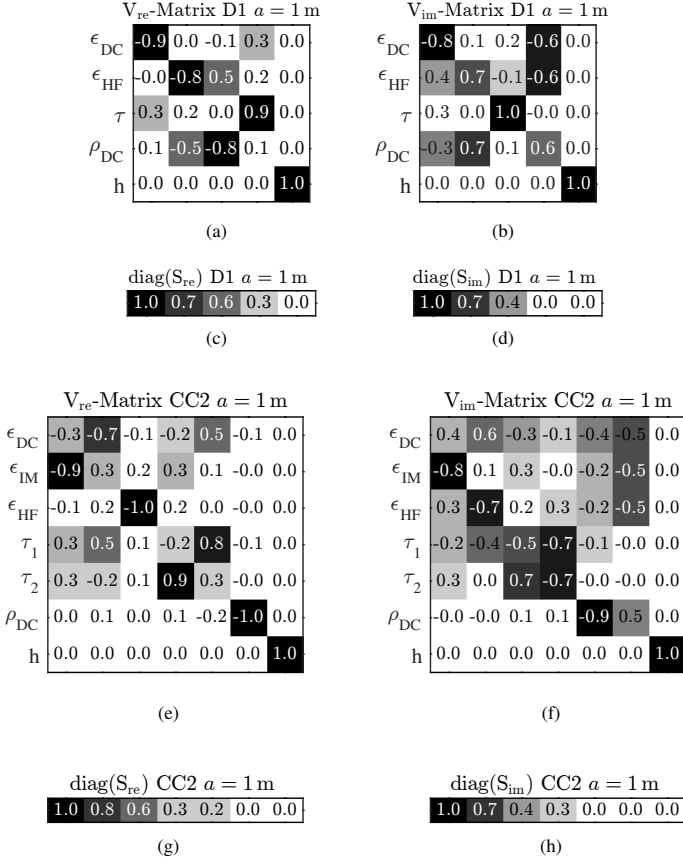 V_re-Matrix D1 a = 1 m
ϵ_DC -0.9 0.0 -0.1 0.3 0.0
ϵ_HF -0.0 -0.8 0.5 0.2 0.0
τ 0.3 0.2 0.0 0.9 0.0
ρ_DC 0.1 -0.5 -0.8 0.1 0.0
h 0.0 0.0 0.0 0.0 1.0
(a)
V_im-Matrix D1 a = 1 m
ϵ_DC -0.8 0.1 0.2 -0.6 0.0
ϵ_HF 0.4 0.7 -0.1 -0.6 0.0
τ 0.3 0.0 1.0 -0.0 0.0
ρ_DC -0.3 0.7 0.1 0.6 0.0
h 0.0 0.0 0.0 0.0 1.0
(b)
diag(S_re) D1 a = 1 m
1.0 0.7 0.6 0.3 0.0
(c)
diag(S_im) D1 a = 1 m
1.0 0.7 0.4 0.0 0.0
(d)
V_re-Matrix CC2 a = 1 m
ϵ_DC -0.3 -0.7 -0.1 -0.2 0.5 -0.1 0.0
ϵ_IM -0.9 0.3 0.2 0.3 0.1 -0.0 0.0
ϵ_HF -0.1 0.2 -1.0 0.2 0.0 -0.0 0.0
τ_1 0.3 0.5 0.1 -0.2 0.8 -0.1 0.0
τ_2 0.3 -0.2 0.1 0.9 0.3 -0.0 0.0
ρ_DC 0.0 0.1 0.0 0.1 -0.2 -1.0 0.0
h 0.0 0.0 0.0 0.0 0.0 0.0 1.0
(e)
V_im-Matrix CC2 a = 1 m
ϵ_DC 0.4 0.6 -0.3 -0.1 -0.4 -0.5 0.0
ϵ_IM -0.8 0.1 0.3 -0.0 -0.2 -0.5 0.0
ϵ_HF 0.3 -0.7 0.2 0.3 -0.2 -0.5 0.0
τ_1 -0.2 -0.4 -0.5 -0.7 -0.1 -0.0 0.0
τ_2 0.3 0.0 0.7 -0.7 -0.0 -0.0 0.0
ρ_DC -0.0 -0.0 0.1 0.1 -0.9 0.5 0.0
h 0.0 0.0 0.0 0.0 0.0 0.0 1.0
(f)
diag(S_re) CC2 a = 1 m
1.0 0.8 0.6 0.3 0.2 0.0 0.0
(g)
diag(S_im) CC2 a = 1 m
1.0 0.7 0.4 0.3 0.0 0.0 0.0
(h)